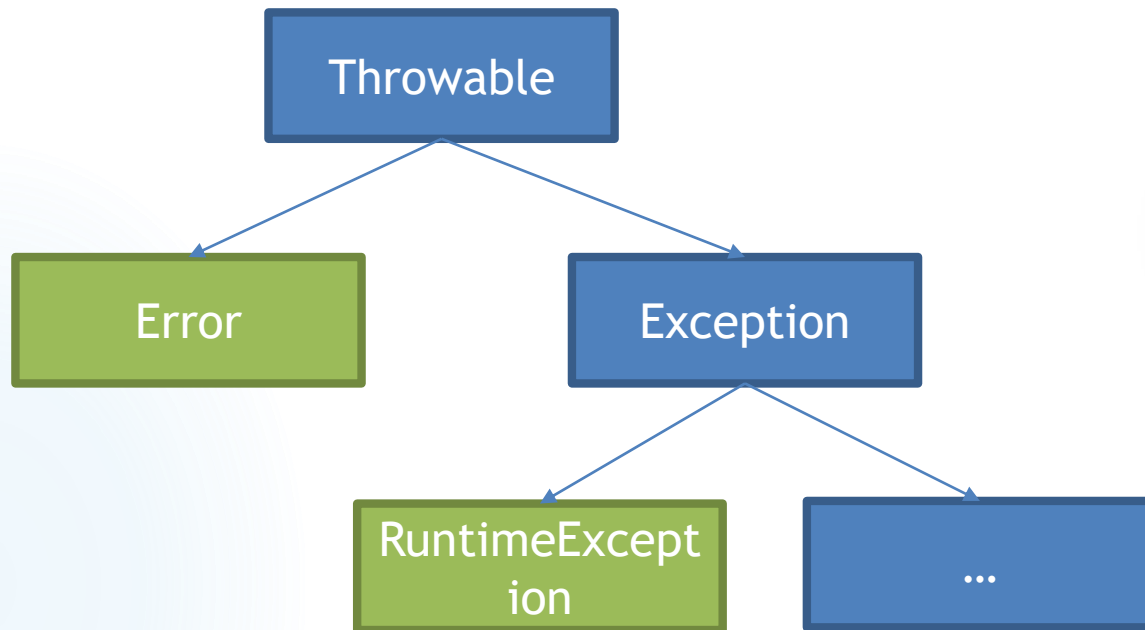 Throwable
Error
Exception
RuntimeExcept
ion
...